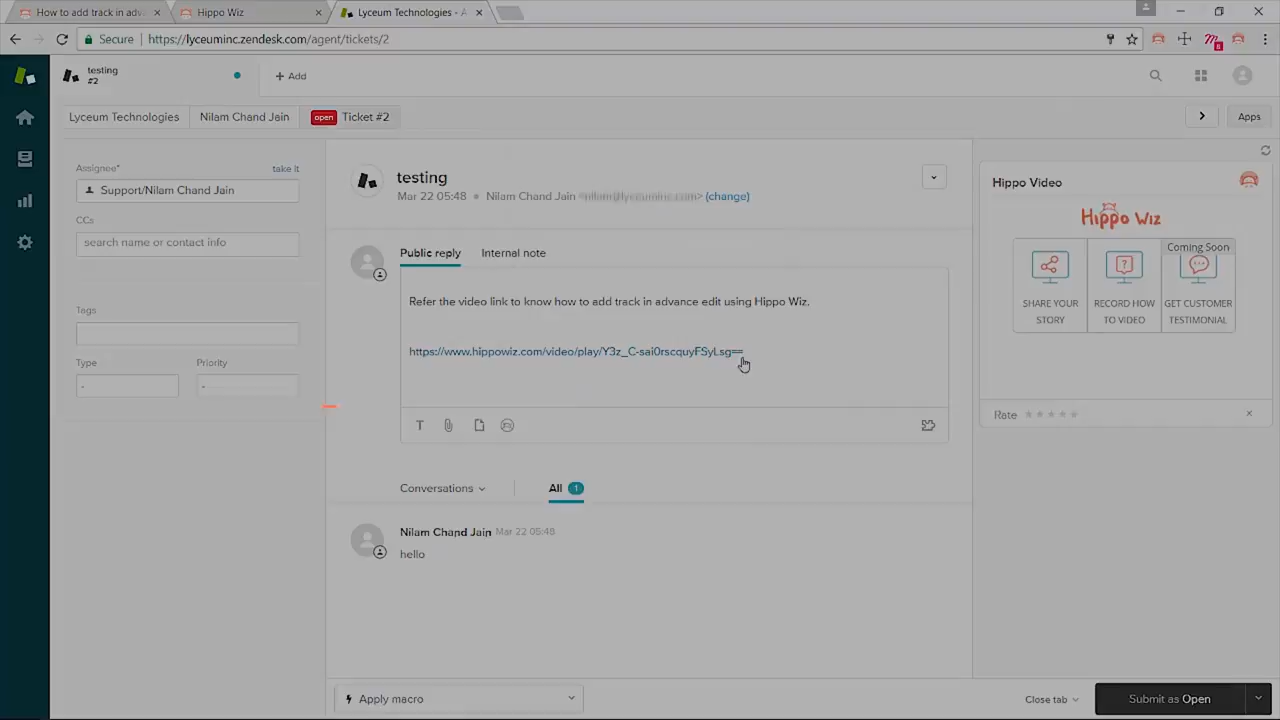 How to add track in adv
Hippo Wiz
Lyceum Technologies - A
Secure
https://lyceuminc.zendesk.com/agent/tickets/2
testing
#2
+ Add
Lyceum Technologies
Nilam Chand Jain
open Ticket #2
Apps
Assignee*
take it
Support/Nilam Chand Jain
CCs
search name or contact info
Tags
Type
Priority
-
-
testing
Mar 22 05:48
Nilam Chand Jain <nilam@lyceuminc.com> (change)
Public reply
Internal note
Refer the video link to know how to add track in advance edit using Hippo Wiz.
https://www.hippowiz.com/video/play/Y3z_C-sai0rscquyFSyLsg==
T
Conversations
All 1
Nilam Chand Jain Mar 22 05:48
hello
Hippo Video
Hippo Wiz
Coming Soon
SHARE YOUR
STORY
RECORD HOW
TO VIDEO
GET CUSTOMER
TESTIMONIAL
Rate
Apply macro
Close tab
Submit as Open